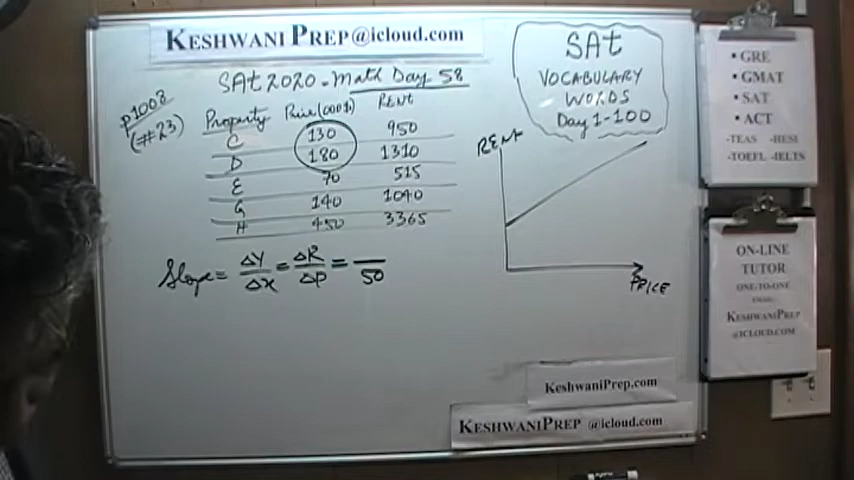 KESHWANI PREP@icloud.com
SAt 2020 - Math Day 58
p1008
(#23)
Property Price(000's) RENT
C 130 950
D 180 1310
E 70 515
G 140 1040
H 450 3365
Slope = ΔY/Δx = ΔR/Δp = __/50
SAt
VOCABULARY
WORDS
Day 1-100
RENT
PRICE
• GRE
• GMAT
• SAT
• ACT
-TEAS -HESI
-TOEFL -IELTS
ON-LINE
TUTOR
ONE-TO-ONE
KESHWANIPREP
@ICLOUD.COM
KeshwaniPrep.com
KESHWANIPREP @icloud.com